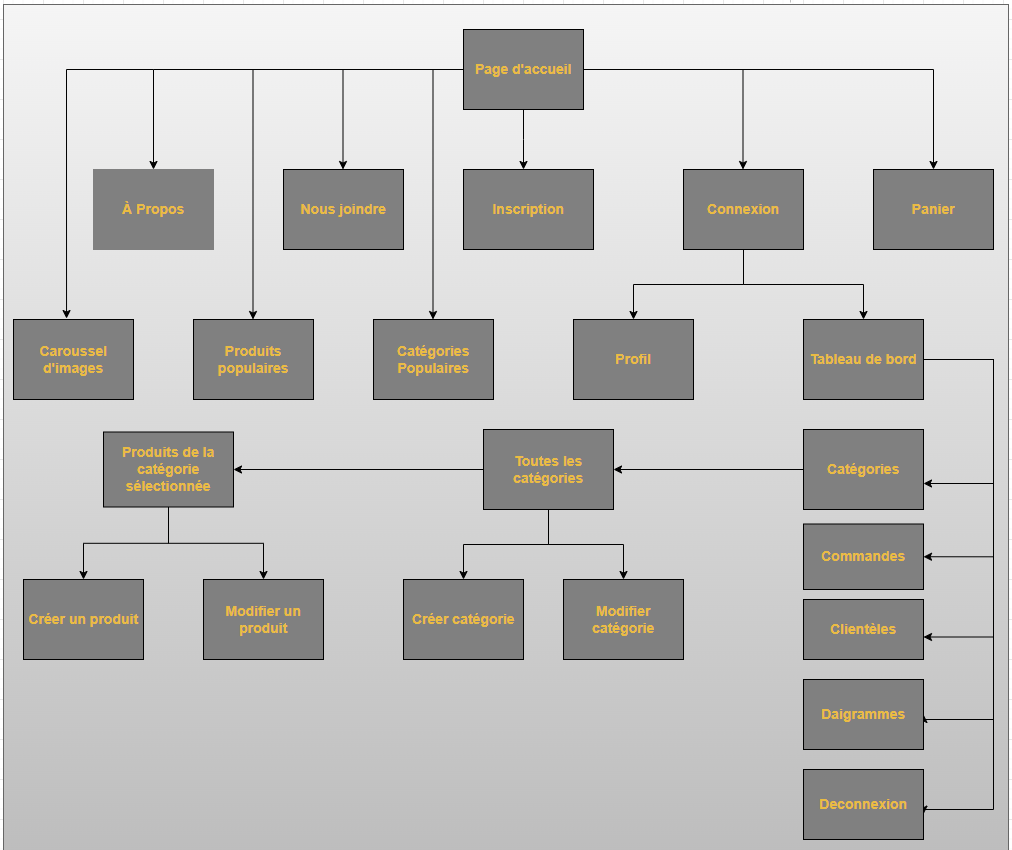 Page d'accueil
À Propos
Nous joindre
Inscription
Connexion
Panier
Caroussel
d'images
Produits
populaires
Catégories
Populaires
Profil
Tableau de bord
Produits de la
catégorie
sélectionnée
Toutes les
catégories
Catégories
Commandes
Créer un produit
Modifier un
produit
Créer catégorie
Modifier
catégorie
Clientèles
Daigrammes
Deconnexion